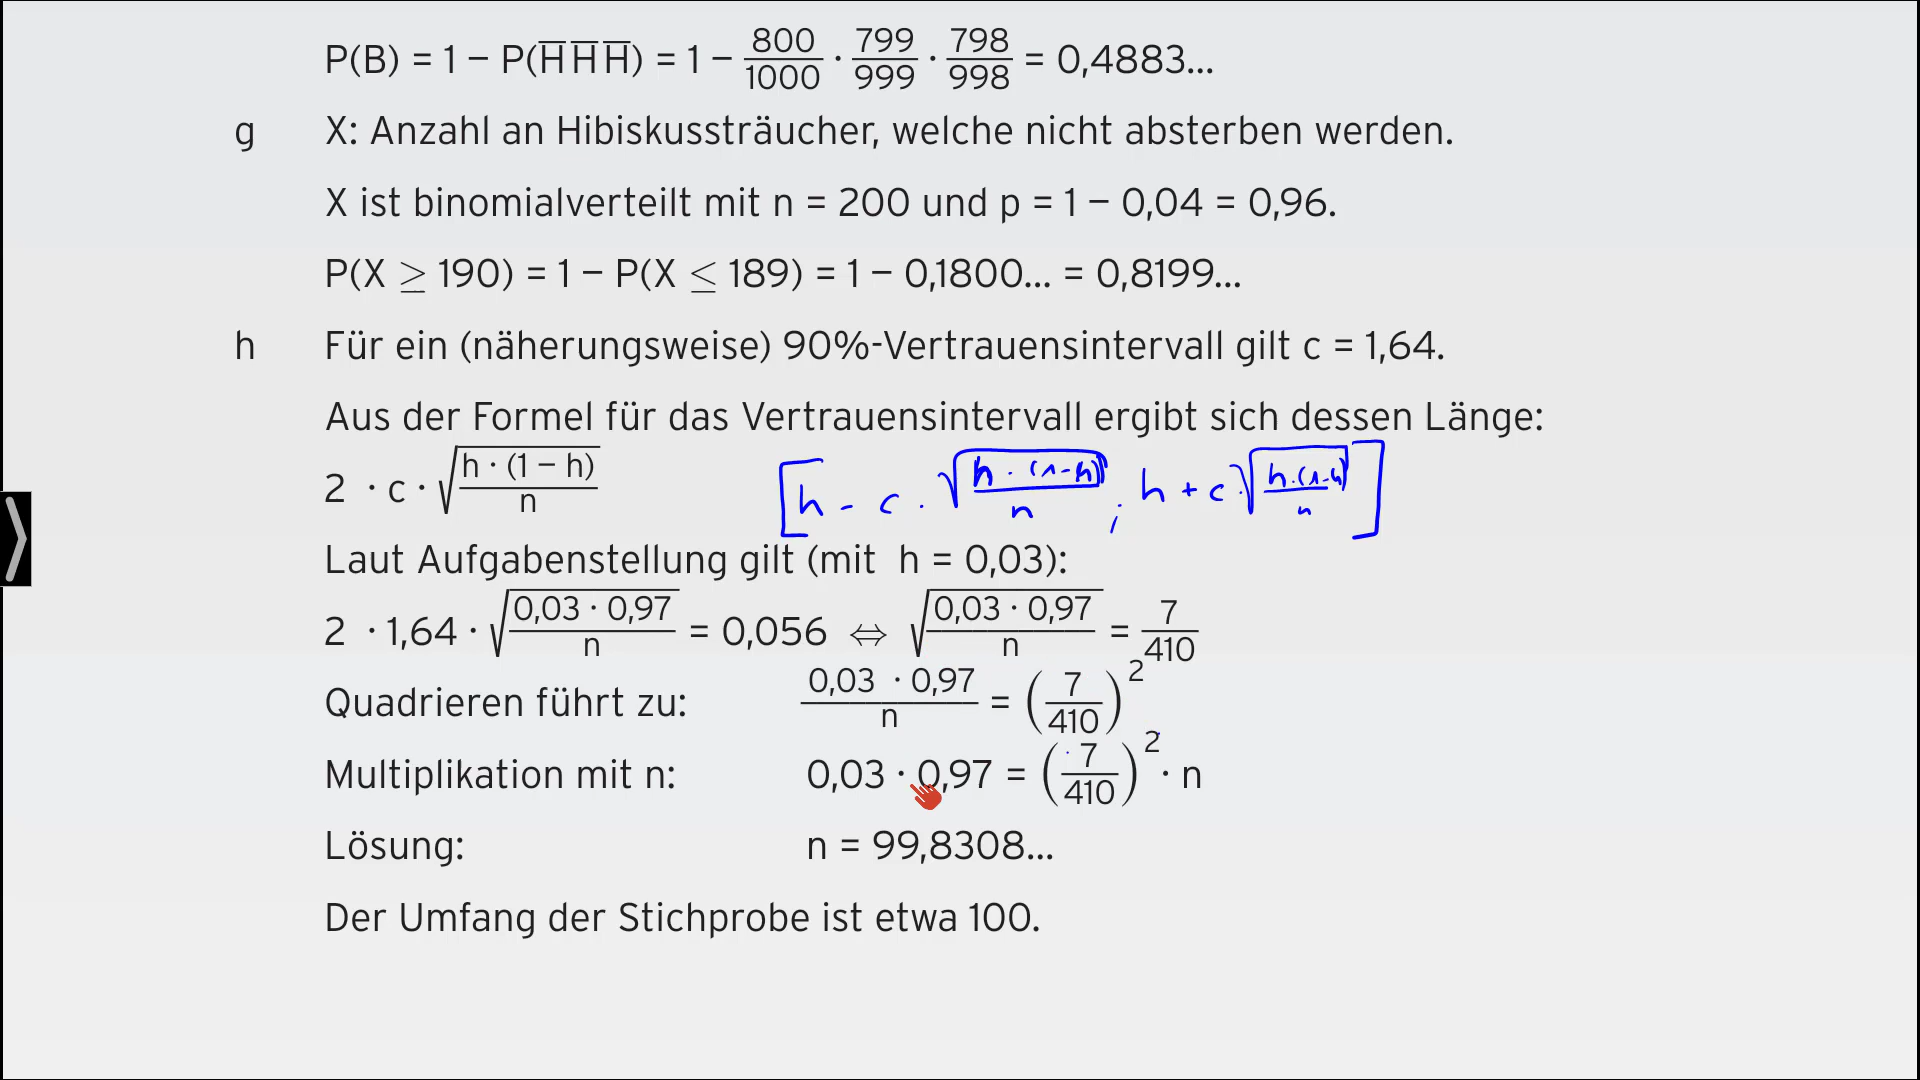 P(B) = 1 − P(H̅ H̅ H̅) = 1 − 800/1000 · 799/999 · 798/998 = 0,4883...
g X: Anzahl an Hibiskussträucher, welche nicht absterben werden.
X ist binomialverteilt mit n = 200 und p = 1 − 0,04 = 0,96.
P(X ≥ 190) = 1 − P(X ≤ 189) = 1 − 0,1800... = 0,8199...
h Für ein (näherungsweise) 90%-Vertrauensintervall gilt c = 1,64.
Aus der Formel für das Vertrauensintervall ergibt sich dessen Länge:
2 · c · √(h · (1 − h)/n) [h - c · √(h · (1-h)/n) ; h + c · √(h·(1-h)/n)]
Laut Aufgabenstellung gilt (mit h = 0,03):
2 · 1,64 · √(0,03 · 0,97/n) = 0,056 ⇔ √(0,03 · 0,97/n) = 7/410
Quadrieren führt zu: 0,03 · 0,97/n = (7/410)²
Multiplikation mit n: 0,03 · 0,97 = (7/410)² · n
Lösung: n = 99,8308...
Der Umfang der Stichprobe ist etwa 100.